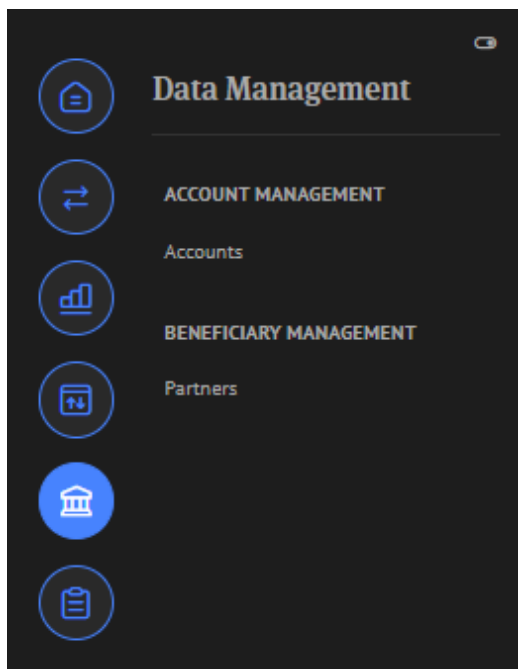 Data Management
ACCOUNT MANAGEMENT
Accounts
BENEFICIARY MANAGEMENT
Partners